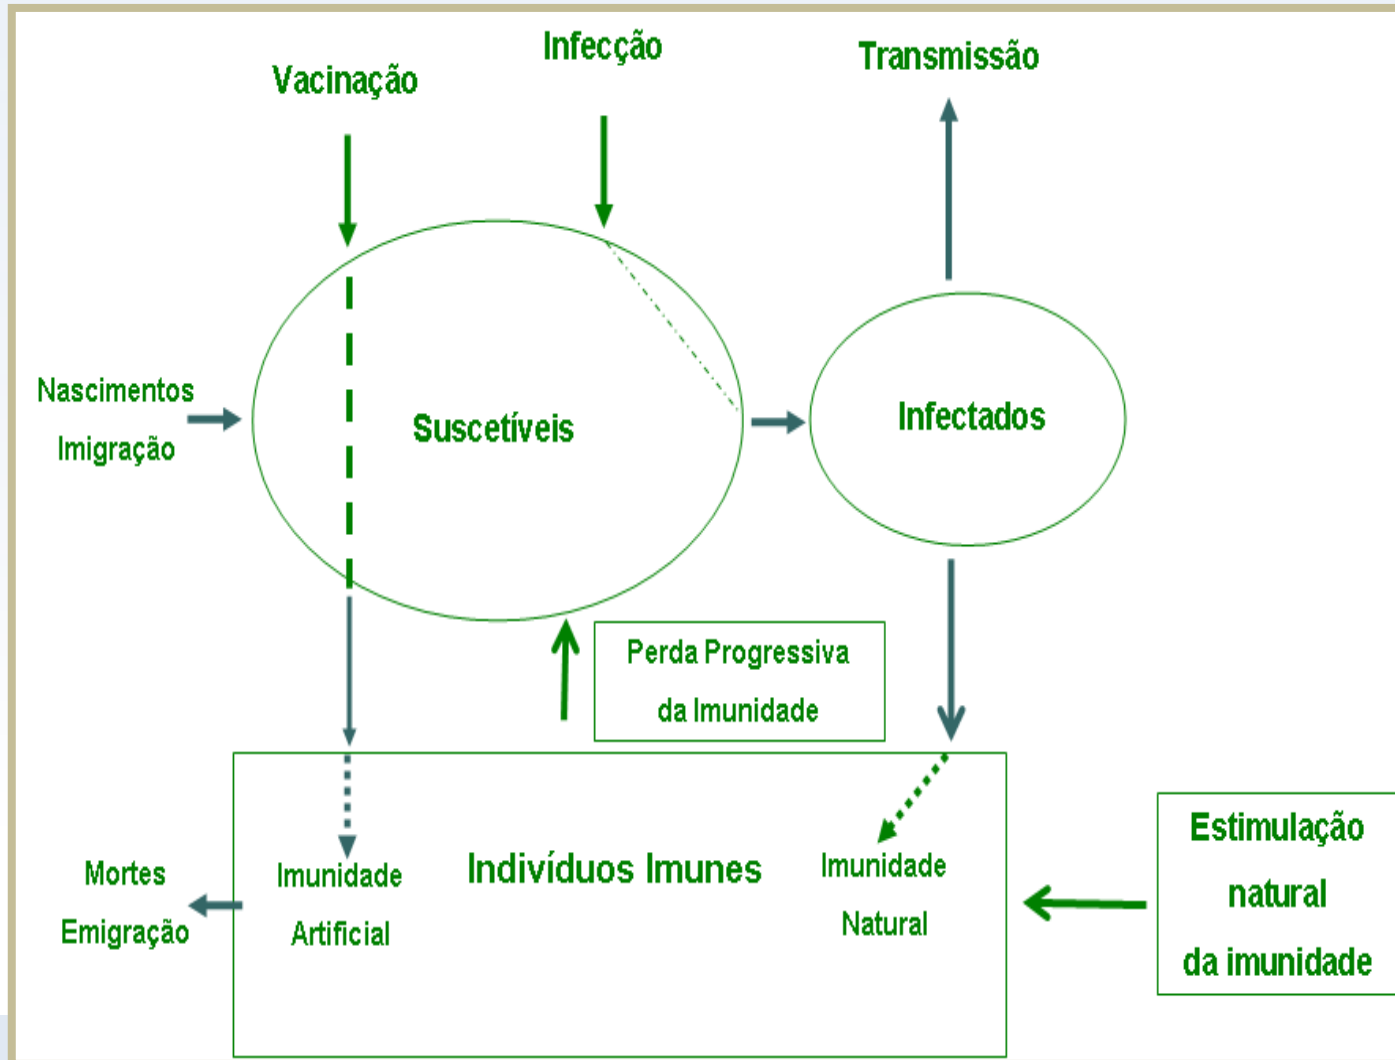 Vacinação
Infecção
Transmissão
Nascimentos
Imigração
Suscetíveis
Infectados
Perda Progressiva
da Imunidade
Mortes
Emigração
Imunidade
Artificial
Indivíduos Imunes
Imunidade
Natural
Estimulação
natural
da imunidade